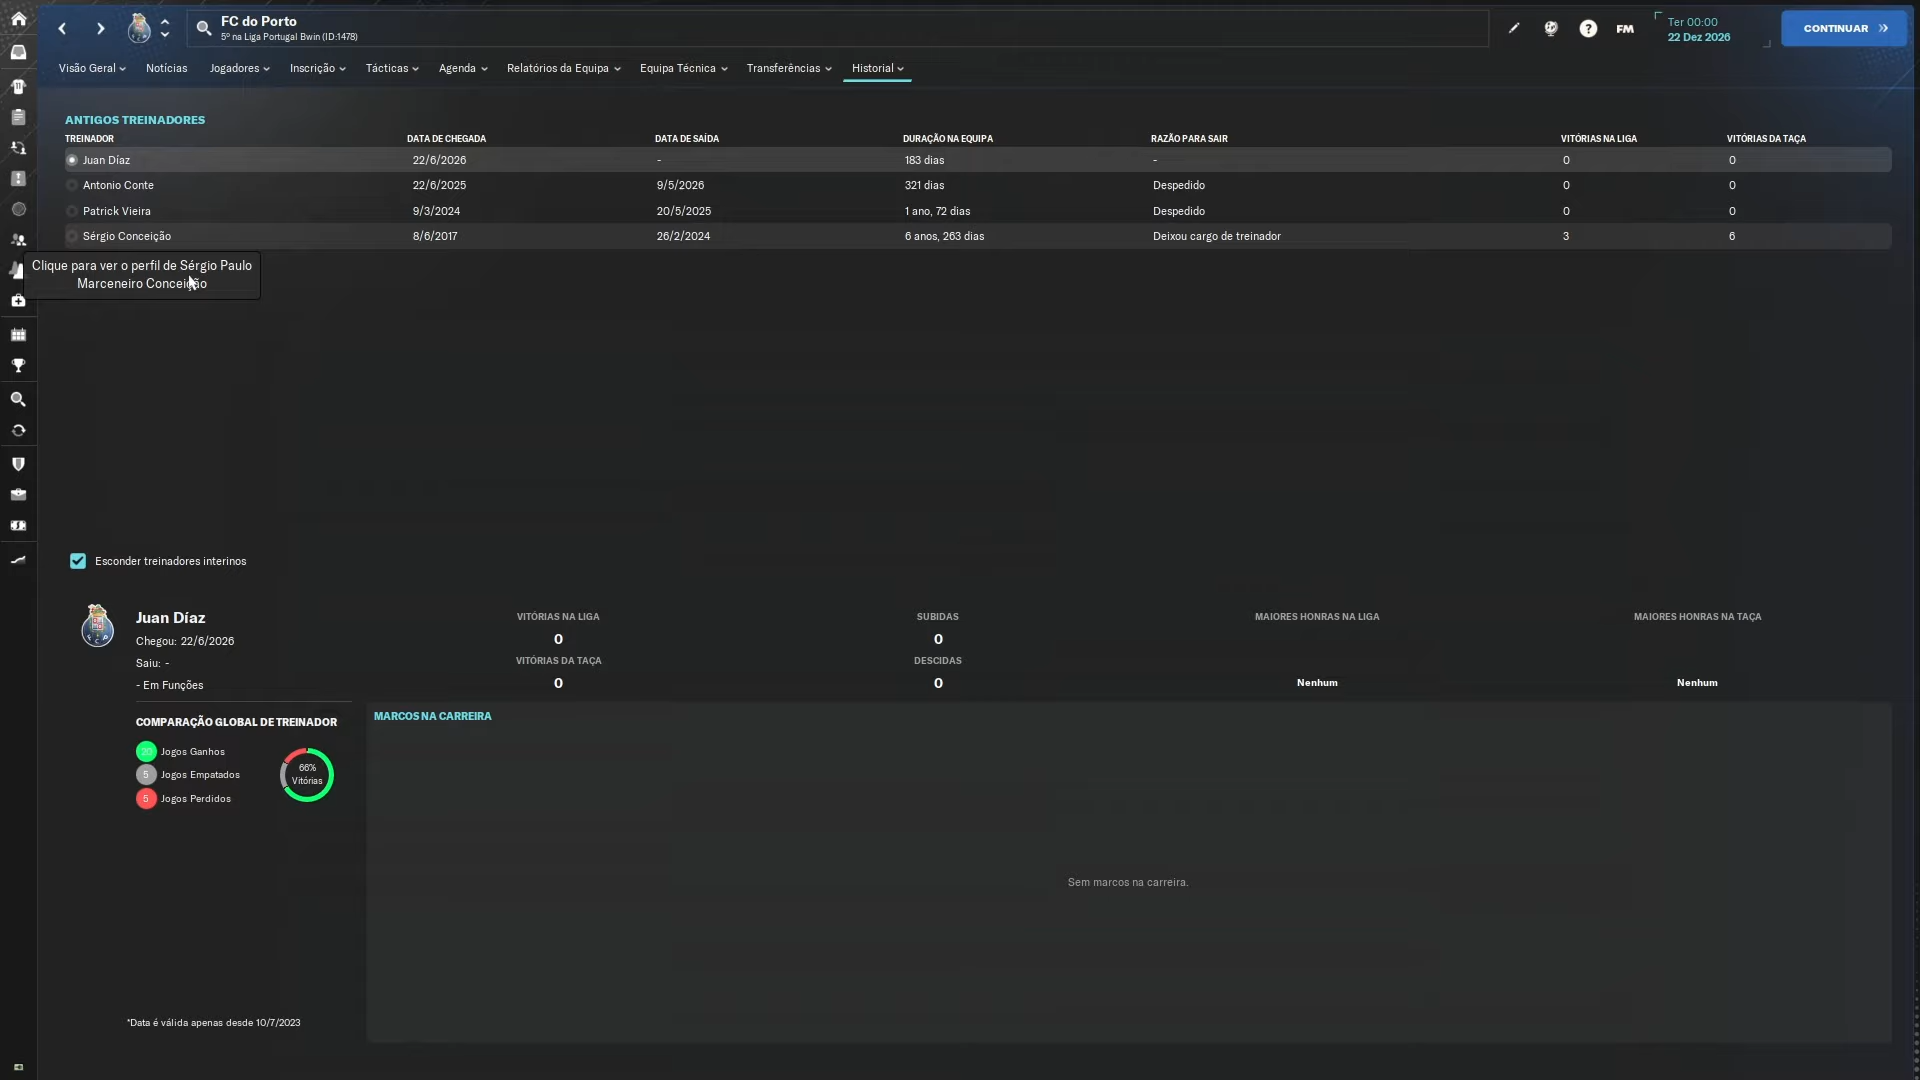 FC do Porto
5º na Liga Portugal Bwin (ID:1478)
FM
Ter 00:00
22 Dez 2026
CONTINUAR
Visão Geral
Notícias
Jogadores
Inscrição
Tácticas
Agenda
Relatórios da Equipa
Equipa Técnica
Transferências
Historial
ANTIGOS TREINADORES
TREINADOR DATA DE CHEGADA DATA DE SAÍDA DURAÇÃO NA EQUIPA RAZÃO PARA SAIR VITÓRIAS NA LIGA VITÓRIAS DA TAÇA
Juan Díaz 22/6/2026 - 183 dias - 0 0
Antonio Conte 22/6/2025 9/5/2026 321 dias Despedido 0 0
Patrick Vieira 9/3/2024 20/5/2025 1 ano, 72 dias Despedido 0 0
Sérgio Conceição 8/6/2017 26/2/2024 6 anos, 263 dias Deixou cargo de treinador 3 6
Clique para ver o perfil de Sérgio Paulo
Marceneiro Conceição
Esconder treinadores interinos
Juan Díaz
Chegou: 22/6/2026
Saiu: -
- Em Funções
VITÓRIAS NA LIGA
0
VITÓRIAS DA TAÇA
0
SUBIDAS
0
DESCIDAS
0
MAIORES HONRAS NA LIGA
Nenhum
MAIORES HONRAS NA TAÇA
Nenhum
COMPARAÇÃO GLOBAL DE TREINADOR
20 Jogos Ganhos
5 Jogos Empatados
5 Jogos Perdidos
66%
Vitórias
MARCOS NA CARREIRA
Sem marcos na carreira.
*Data é válida apenas desde 10/7/2023